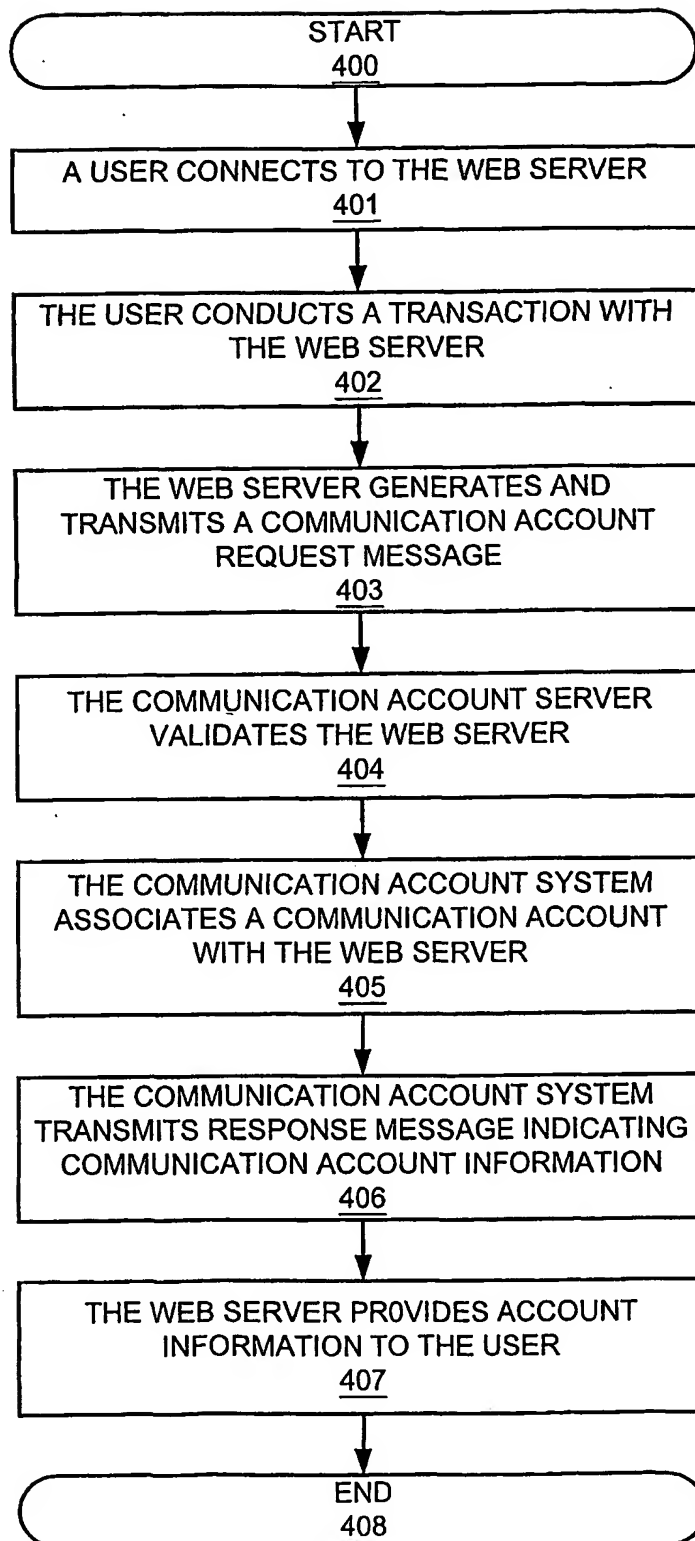 START
400
A USER CONNECTS TO THE WEB SERVER
401
THE USER CONDUCTS A TRANSACTION WITH
THE WEB SERVER
402
THE WEB SERVER GENERATES AND
TRANSMITS A COMMUNICATION ACCOUNT
REQUEST MESSAGE
403
THE COMMUNICATION ACCOUNT SERVER
VALIDATES THE WEB SERVER
404
THE COMMUNICATION ACCOUNT SYSTEM
ASSOCIATES A COMMUNICATION ACCOUNT
WITH THE WEB SERVER
405
THE COMMUNICATION ACCOUNT SYSTEM
TRANSMITS RESPONSE MESSAGE INDICATING
COMMUNICATION ACCOUNT INFORMATION
406
THE WEB SERVER PROVIDES ACCOUNT
INFORMATION TO THE USER
407
END
408